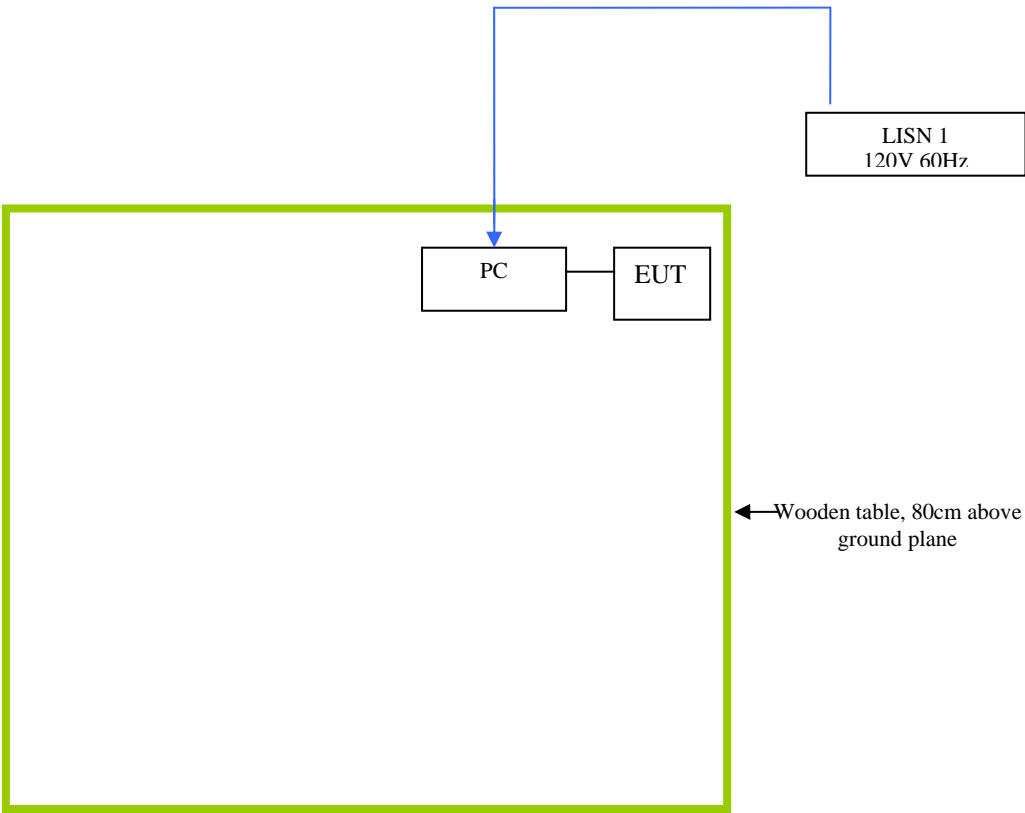 LISN 1
120V 60Hz
PC
EUT
Wooden table, 80cm above
ground plane